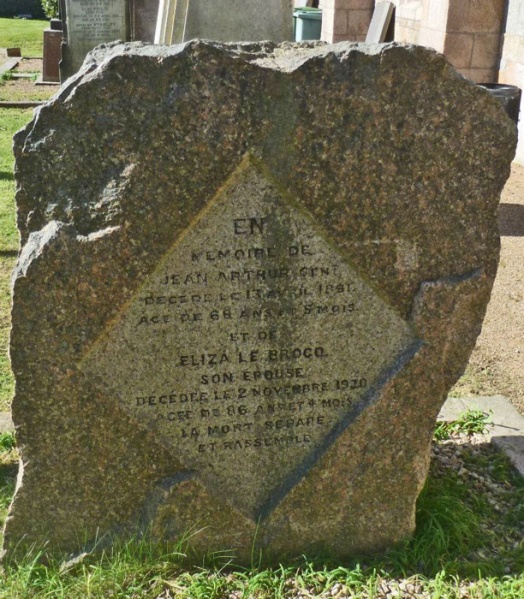 EN
MEMOIRE DE
JEAN ARTHUR GENT.
DECEDE LE 13 AVRIL 1891.
AGE DE 68 ANS ET 5 MOIS.
ET DE
ELIZA LE BROCQ.
SON EPOUSE
DECEDEE LE 2 NOVEMBRE 1920
AGEE DE 86 ANS ET 4 MOIS.
LA MORT SEPARE
ET RASSEMBLE